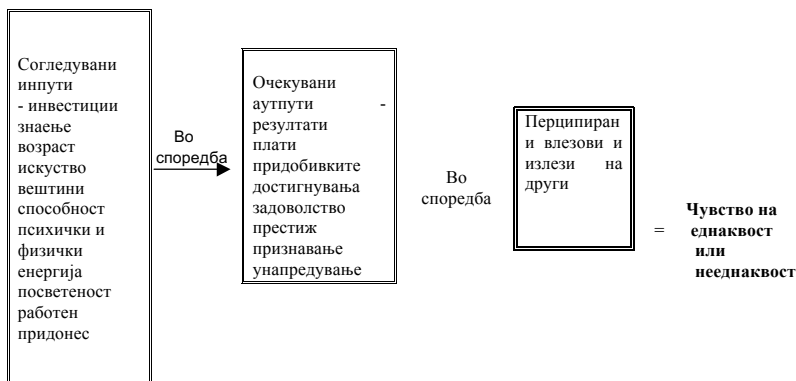 Согледувани
инпути
- инвестиции
знаење
возраст
искуство
вештини
способност
психички и
физички
енергија
посветеност
работен
придонес
Во
споредба
Очекувани
аутпути -
резултати
плати
придобивките
достигнувања
задоволство
престиж
признавање
унапредување
Во
споредба
Перципиран
и влезови и
излези на
други
=
Чувство на
еднаквост
или
нееднаквост